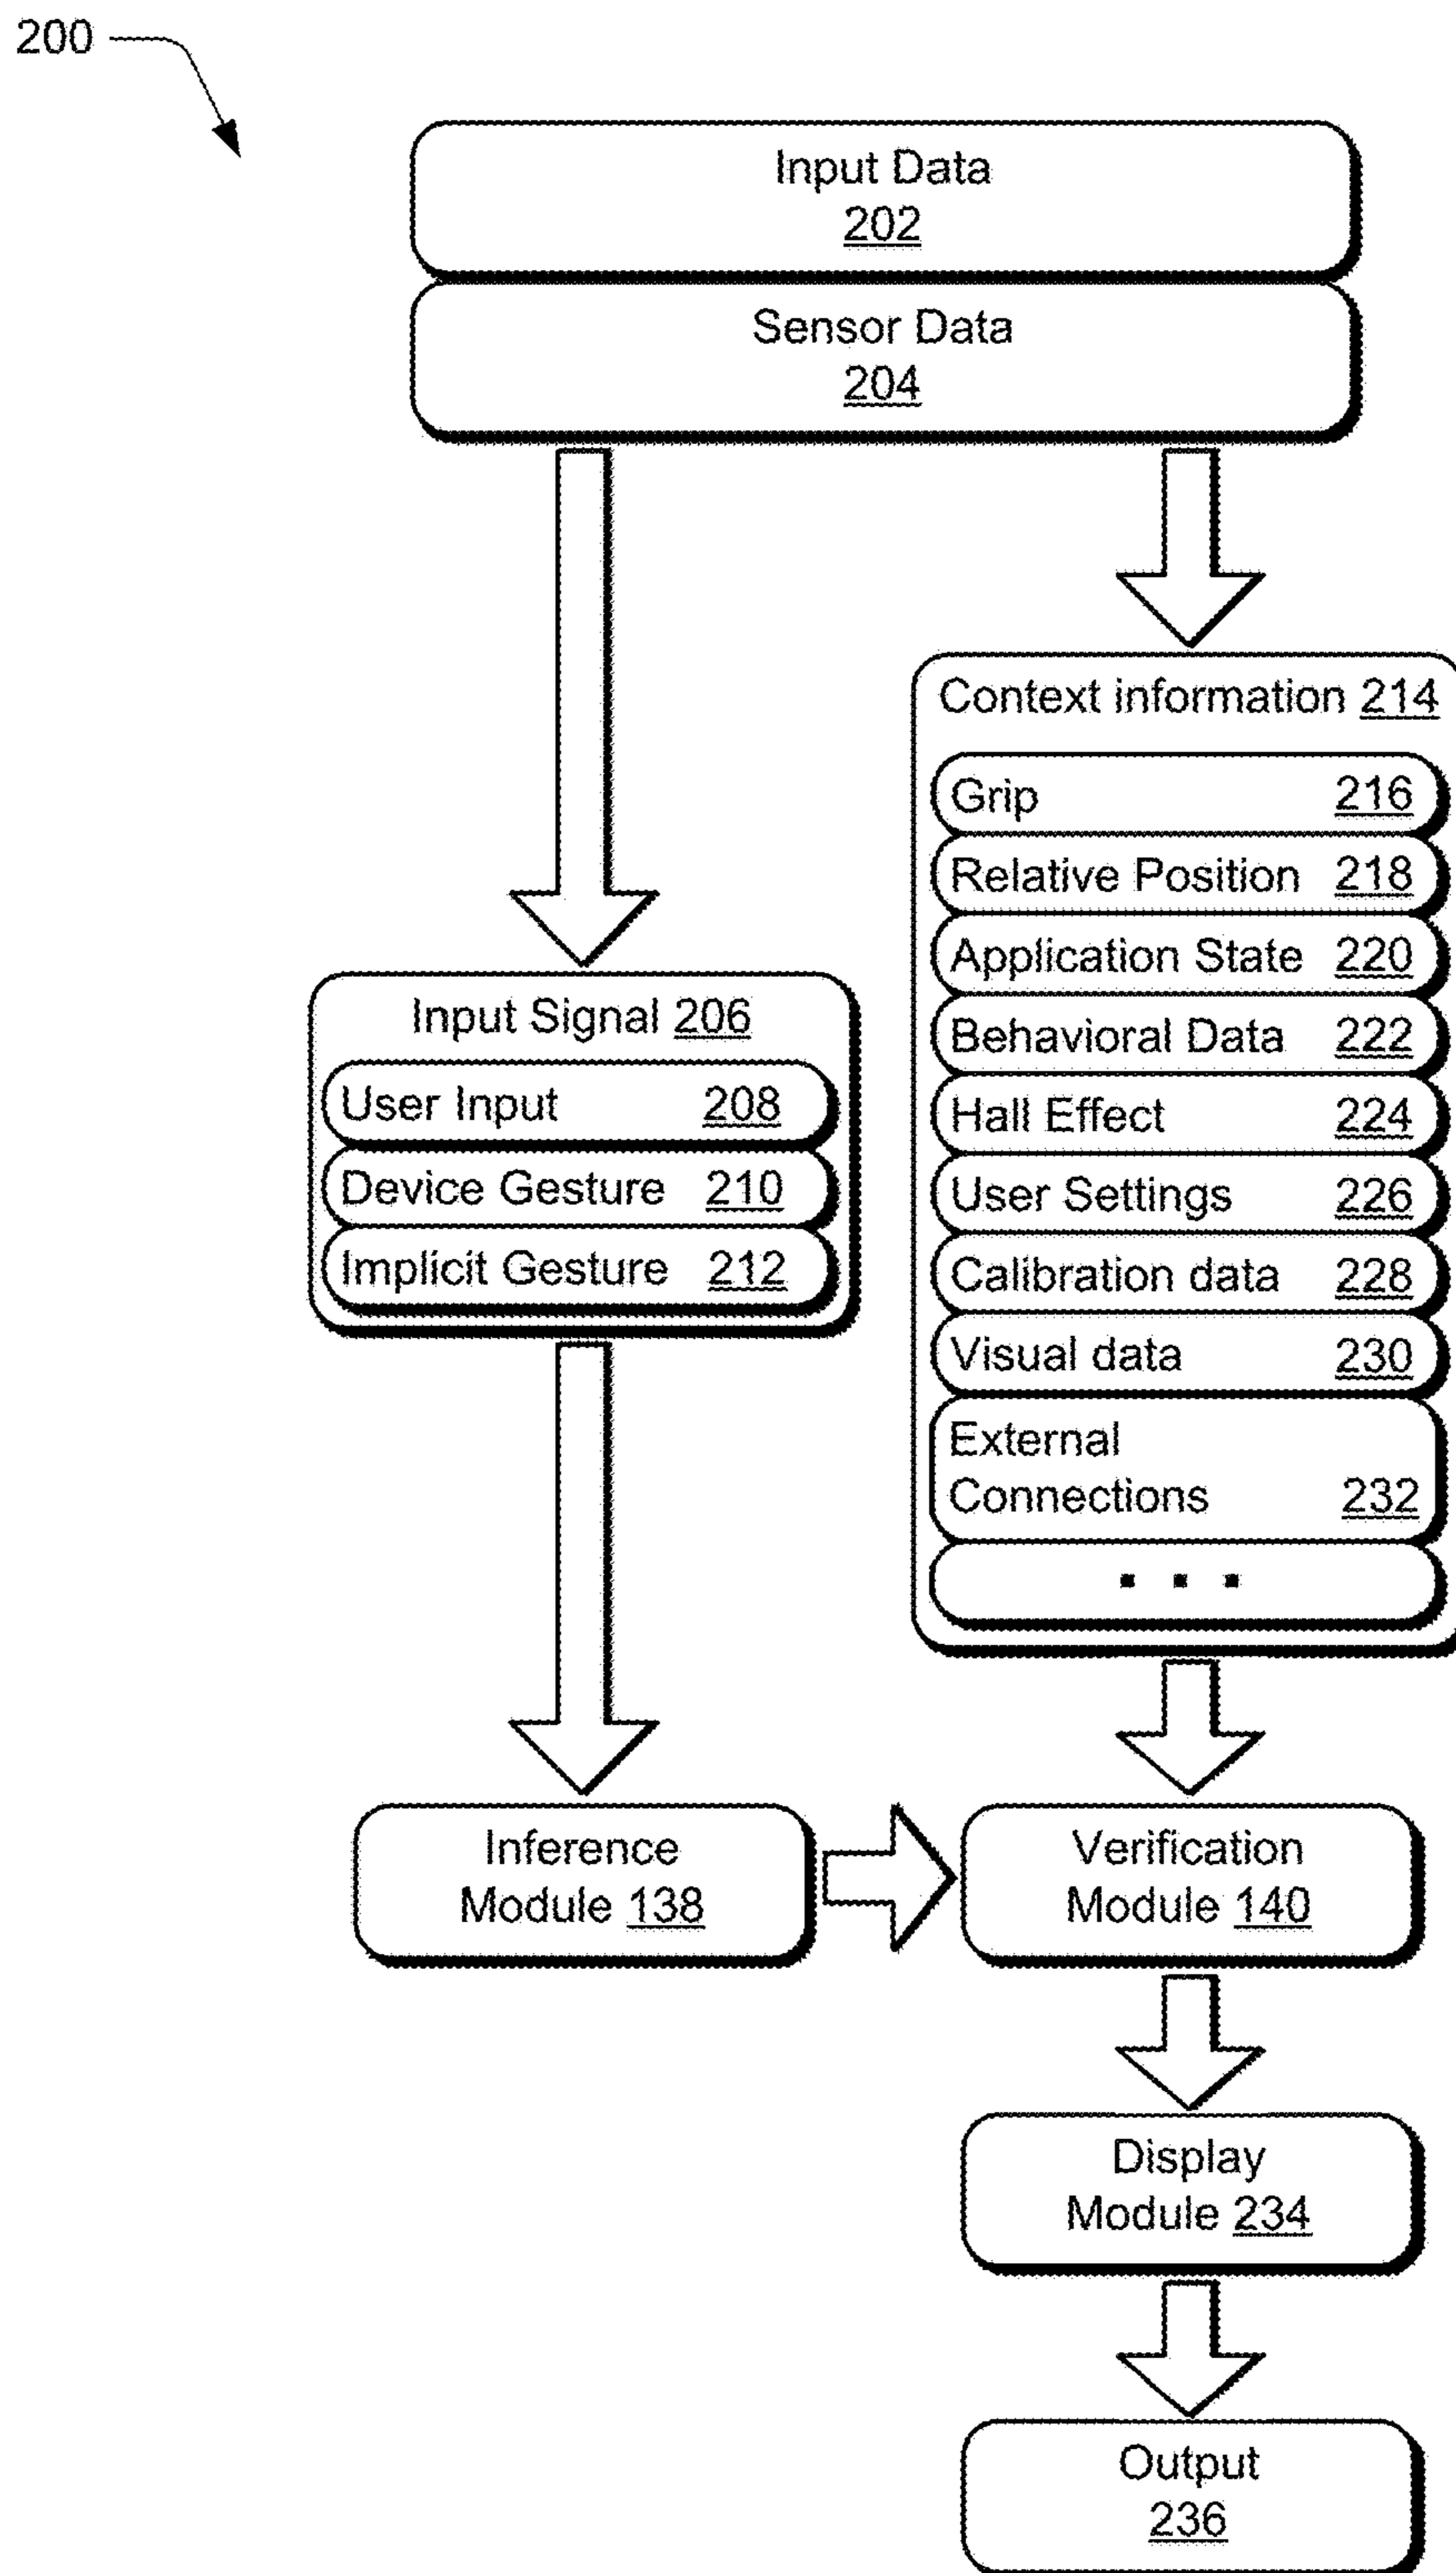 200
Input Data
202
Sensor Data
204
Context information 214
Grip 216
Relative Position 218
Application State 220
Behavioral Data 222
Hall Effect 224
User Settings 226
Calibration data 228
Visual data 230
External
Connections 232
. . .
Input Signal 206
User Input 208
Device Gesture 210
Implicit Gesture 212
Inference
Module 138
Verification
Module 140
Display
Module 234
Output
236